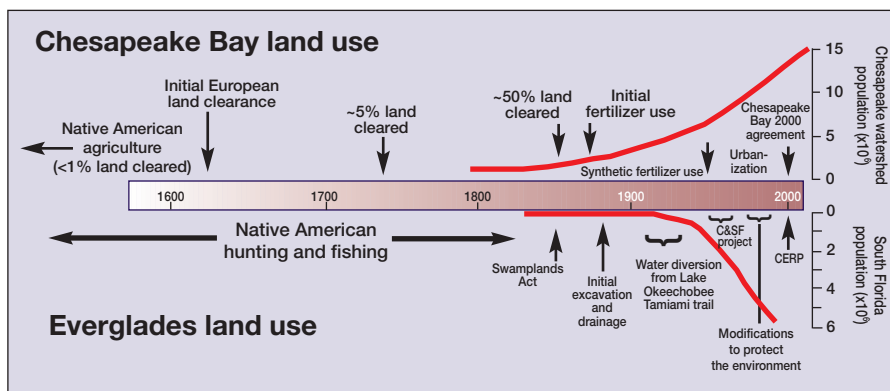 Chesapeake Bay land use
Initial European
land clearance
Native American
agriculture
(<1% land cleared)
~5% land
cleared
~50% land
cleared
Initial
fertilizer use
Synthetic fertilizer use
Chesapeake
Bay 2000
agreement
Urban-
ization
15
10
5
0
Chesapeake watershed
population (x10⁶)
1600
1700
1800
1900
2000
Native American
hunting and fishing
Swamplands
Act
Initial
excavation
and
drainage
Water diversion
from Lake
Okeechobee
Tamiami trail
C&SF
project
CERP
Modifications
to protect
the environment
0
2
4
6
South Florida
population (x10⁶)
Everglades land use